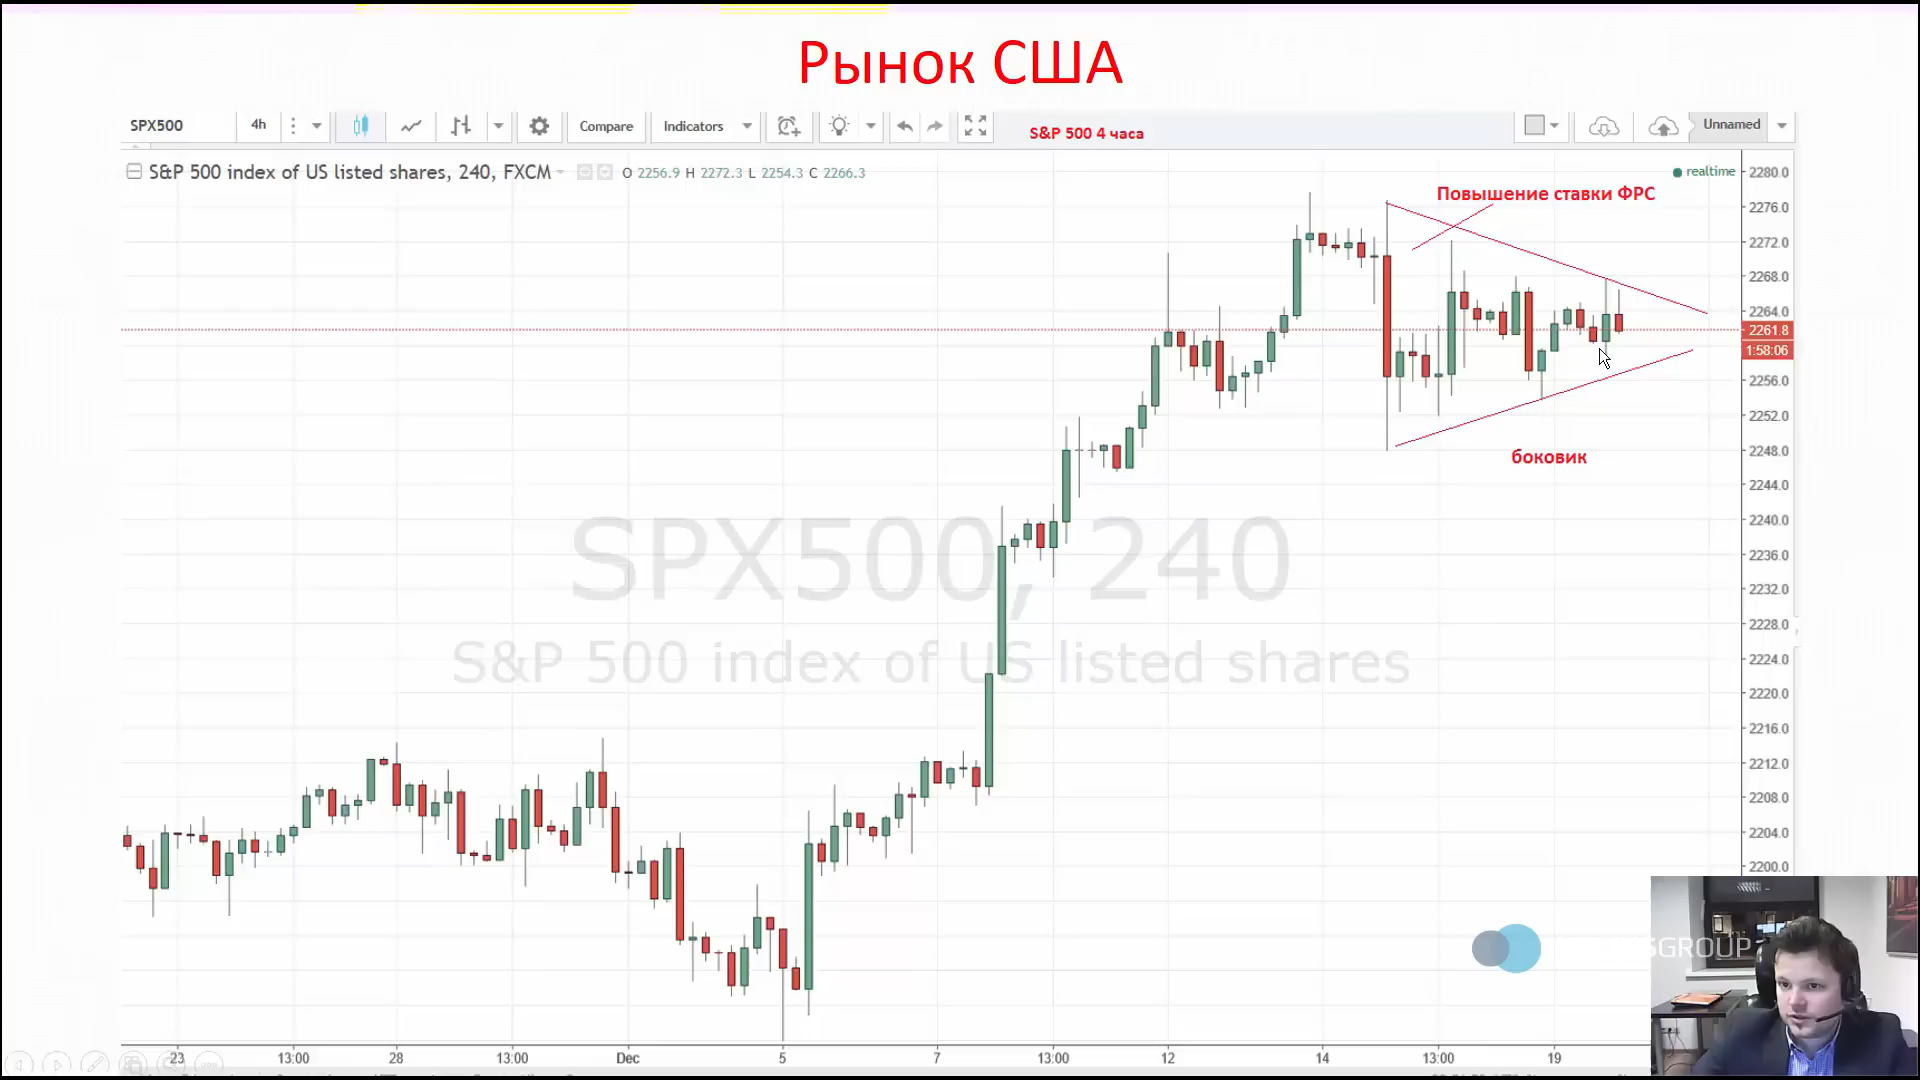 Рынок США
SPX500 4h Compare Indicators S&P 500 4 часа Unnamed
S&P 500 index of US listed shares, 240, FXCM O 2256.9 H 2272.3 L 2254.3 C 2266.3
realtime
Повышение ставки ФРС
боковик
SPX500, 240
S&P 500 index of US listed shares
2280.0
2276.0
2272.0
2268.0
2264.0
2261.8
1:58:06
2256.0
2252.0
2248.0
2244.0
2240.0
2236.0
2232.0
2228.0
2224.0
2220.0
2216.0
2212.0
2208.0
2204.0
2200.0
SGROUP
23 13:00 28 13:00 Dec 5 7 13:00 12 14 13:00 19